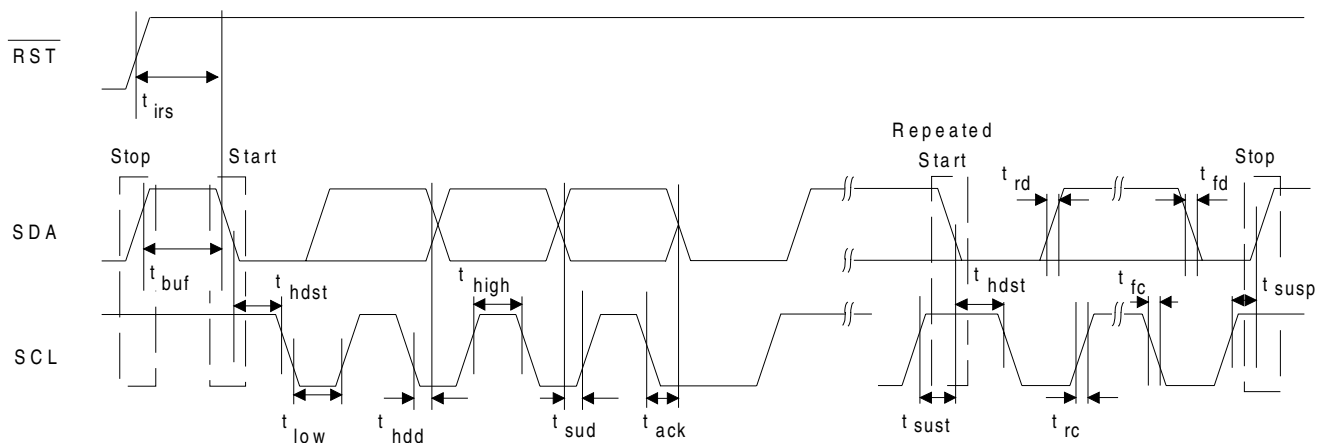 RST
t irs
Repeated
Stop
Start
Start
Stop
t rd
t fd
SDA
t buf
t hdst
t high
t hdst
t fc
t susp
SCL
t low
t hdd
t sud
t ack
t sust
t rc